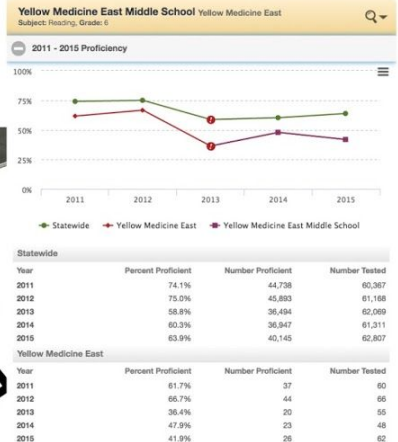 Yellow Medicine East Middle School Yellow Medicine East
Subject: Reading, Grade: 6
2011 - 2015 Proficiency
100%
75%
50%
25%
0%
2011 2012 2013 2014 2015
Statewide Yellow Medicine East Yellow Medicine East Middle School
Statewide
Year Percent Proficient Number Proficient Number Tested
2011 74.1% 44,738 60,367
2012 75.0% 45,893 61,168
2013 58.8% 36,494 62,069
2014 60.3% 36,947 61,311
2015 63.9% 40,145 62,807
Yellow Medicine East
Year Percent Proficient Number Proficient Number Tested
2011 61.7% 37 60
2012 66.7% 44 66
2013 36.4% 20 55
2014 47.9% 23 48
2015 41.9% 26 62